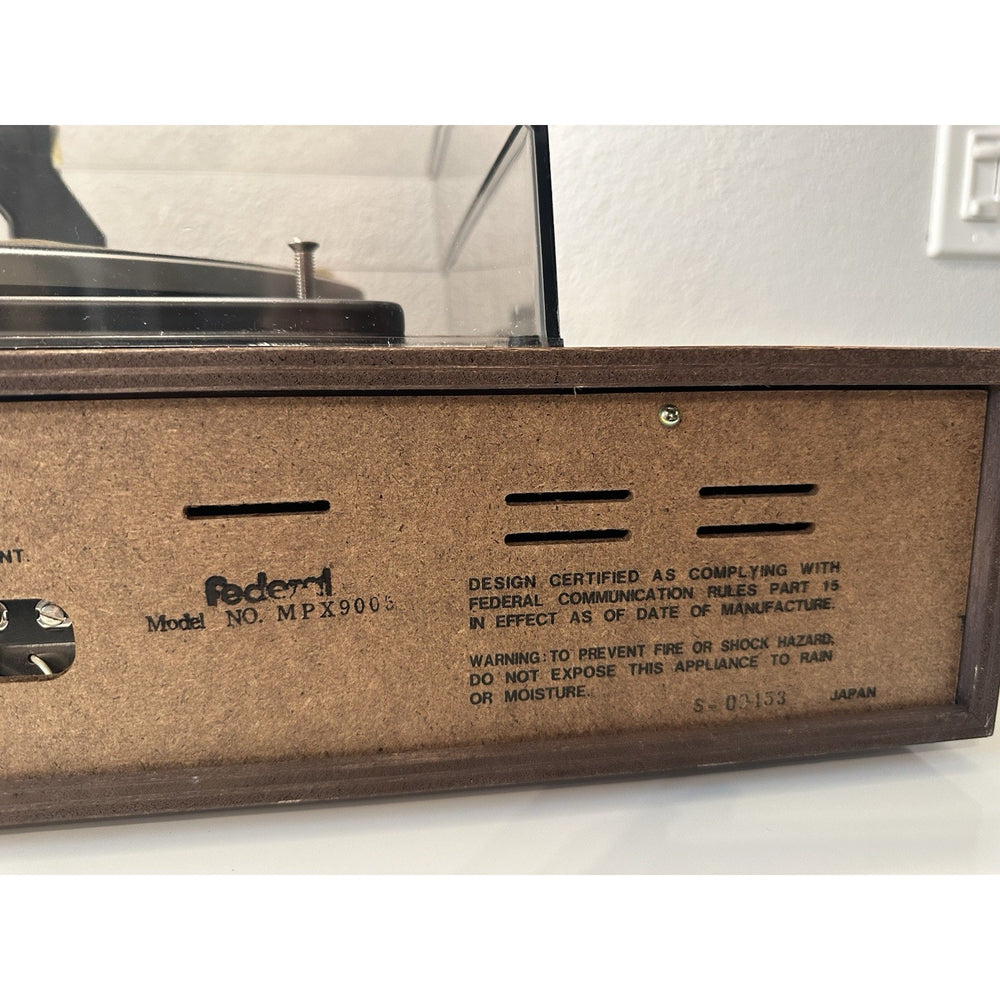 NT.
Federal
Model NO. MPX9005
DESIGN CERTIFIED AS COMPLYING WITH
FEDERAL COMMUNICATION RULES PART 15
IN EFFECT AS OF DATE OF MANUFACTURE.
WARNING: TO PREVENT FIRE OR SHOCK HAZARD,
DO NOT EXPOSE THIS APPLIANCE TO RAIN
OR MOISTURE.
JAPAN